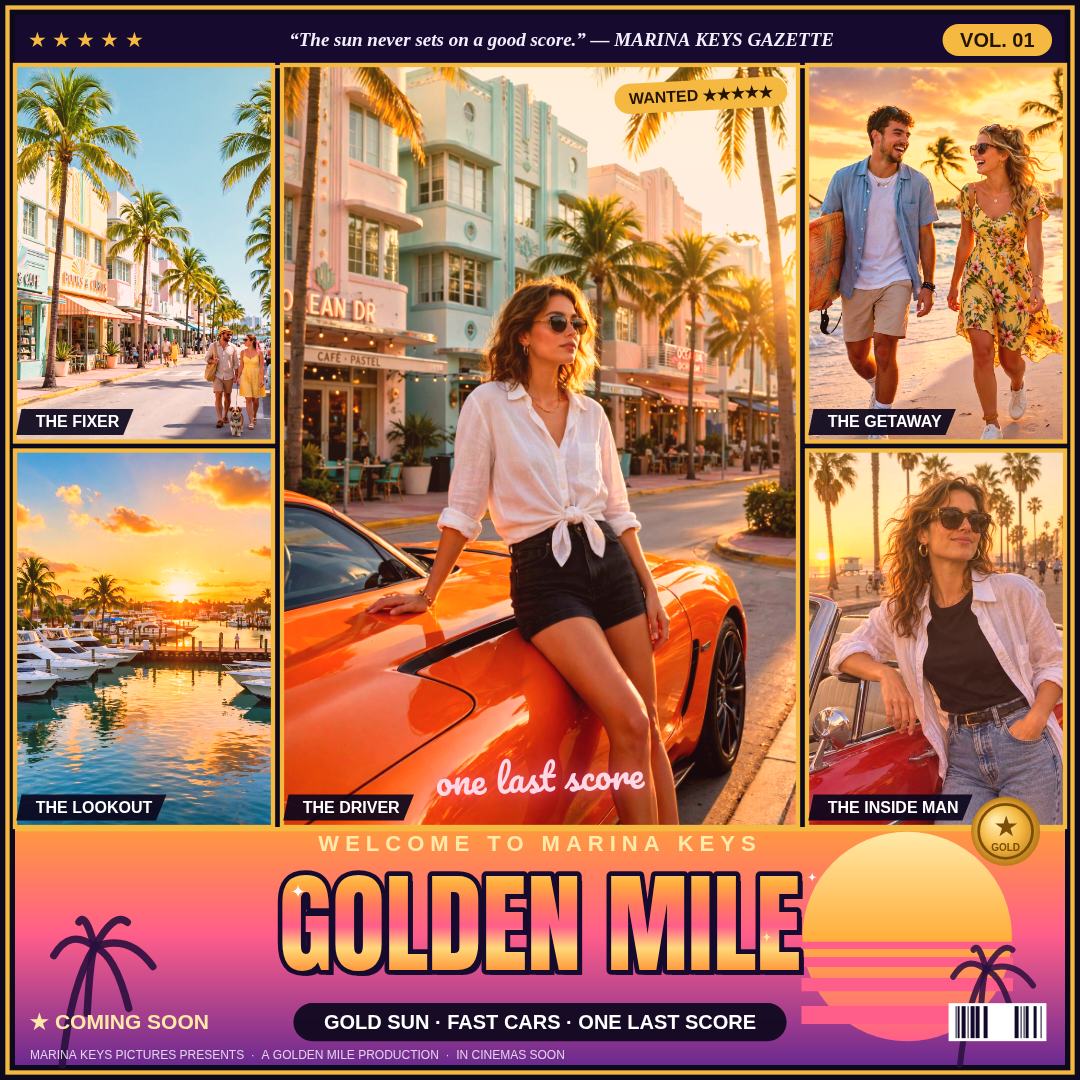 ★ ★ ★ ★ ★
“The sun never sets on a good score.” — MARINA KEYS GAZETTE
VOL. 01
WANTED ★★★★★
OCEAN DR
CAFÉ · PASTEL
THE FIXER
THE GETAWAY
THE LOOKOUT
one last score
THE DRIVER
THE INSIDE MAN
★
GOLD
WELCOME TO MARINA KEYS
GOLDEN MILE
★ COMING SOON
GOLD SUN · FAST CARS · ONE LAST SCORE
MARINA KEYS PICTURES PRESENTS · A GOLDEN MILE PRODUCTION · IN CINEMAS SOON